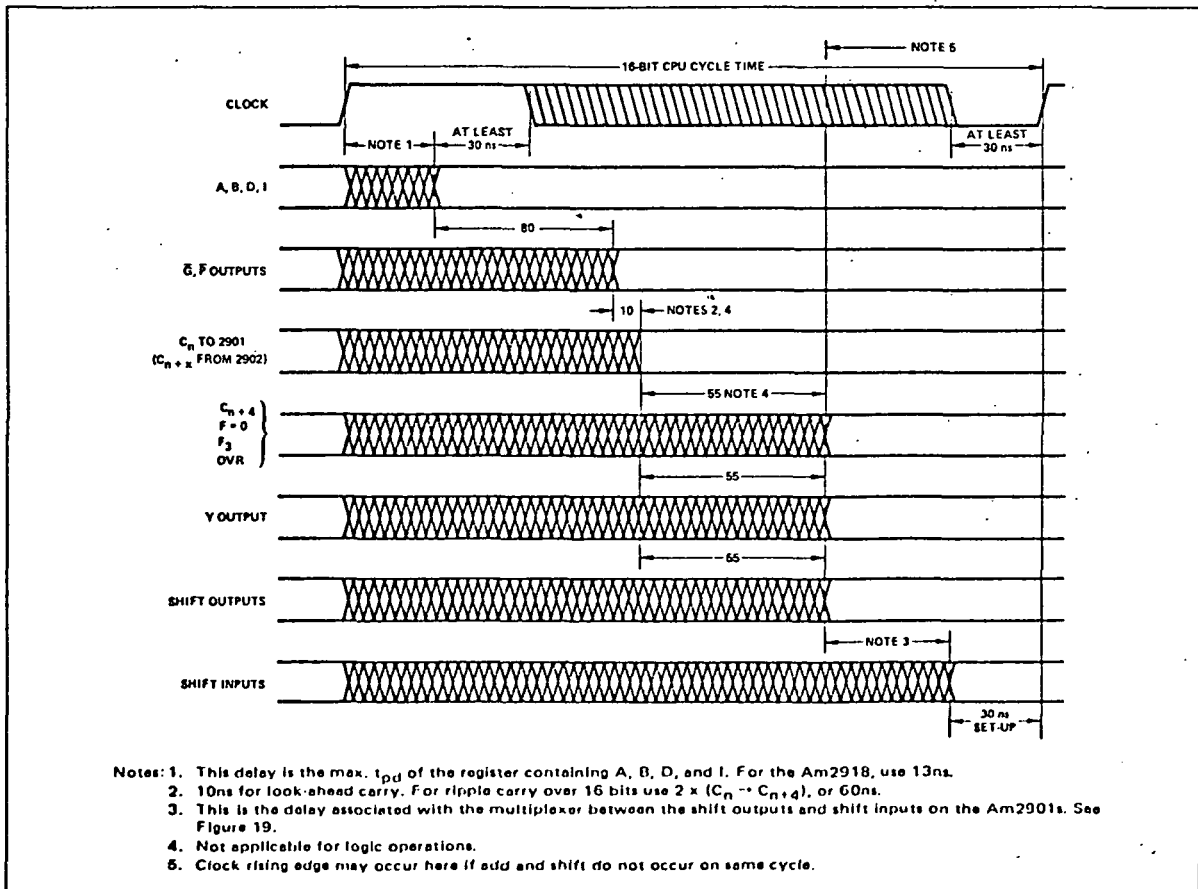 NOTE 5
16-BIT CPU CYCLE TIME
CLOCK
NOTE 1
AT LEAST
30 ns
AT LEAST
30 ns
A, B, D, I
80
G̅, P̅ OUTPUTS
10
NOTES 2, 4
Cn TO 2901
(Cn + x FROM 2902)
55 NOTE 4
Cn + 4
F = 0
F3
OVR
55
Y OUTPUT
55
SHIFT OUTPUTS
NOTE 3
SHIFT INPUTS
30 ns
SET-UP
Notes: 1. This delay is the max. tpd of the register containing A, B, D, and I. For the Am2918, use 13ns.
2. 10ns for look-ahead carry. For ripple carry over 16 bits use 2 x (Cn → Cn+4), or 60ns.
3. This is the delay associated with the multiplexer between the shift outputs and shift inputs on the Am2901s. See
Figure 19.
4. Not applicable for logic operations.
5. Clock rising edge may occur here if add and shift do not occur on same cycle.